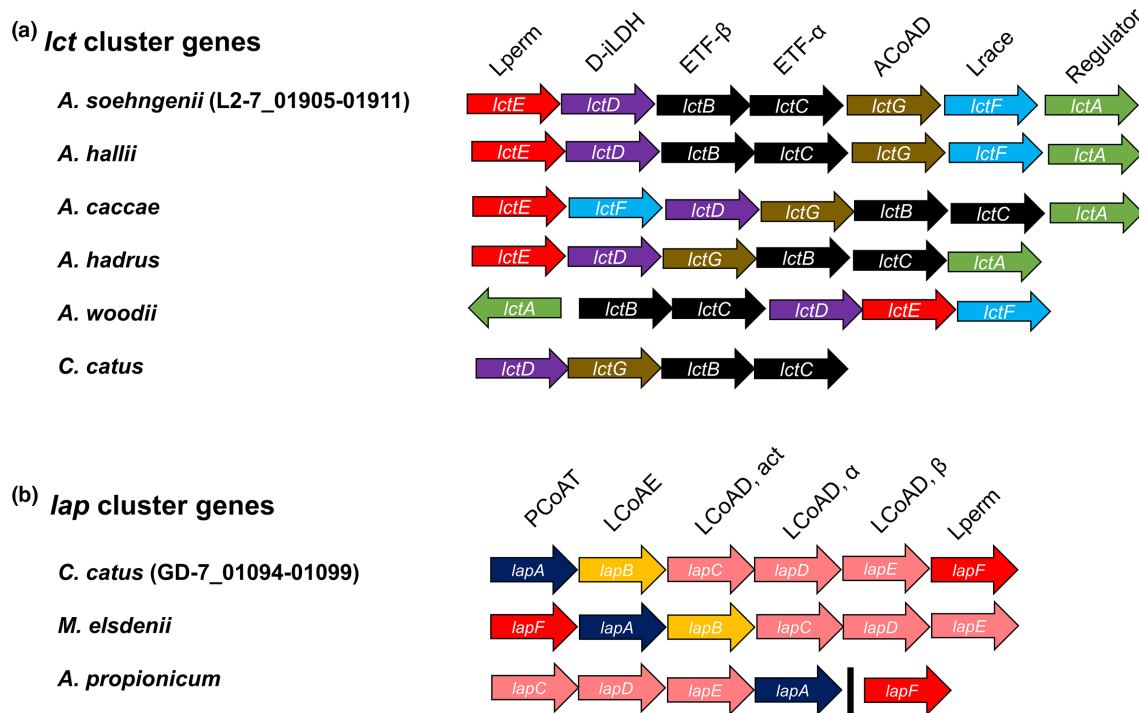 (a) lct cluster genes
Lperm D-iLDH ETF-β ETF-α ACoAD Lrace Regulator
A. soehngenii (L2-7_01905-01911) lctE lctD lctB lctC lctG lctF lctA
A. hallii lctE lctD lctB lctC lctG lctF lctA
A. caccae lctE lctF lctD lctG lctB lctC lctA
A. hadrus lctE lctD lctG lctB lctC lctA
A. woodii lctA lctB lctC lctD lctE lctF
C. catus lctD lctG lctB lctC
(b) lap cluster genes
PCoAT LCoAE LCoAD, act LCoAD, α LCoAD, β Lperm
C. catus (GD-7_01094-01099) lapA lapB lapC lapD lapE lapF
M. elsdenii lapF lapA lapB lapC lapD lapE
A. propionicum lapC lapD lapE lapA lapF